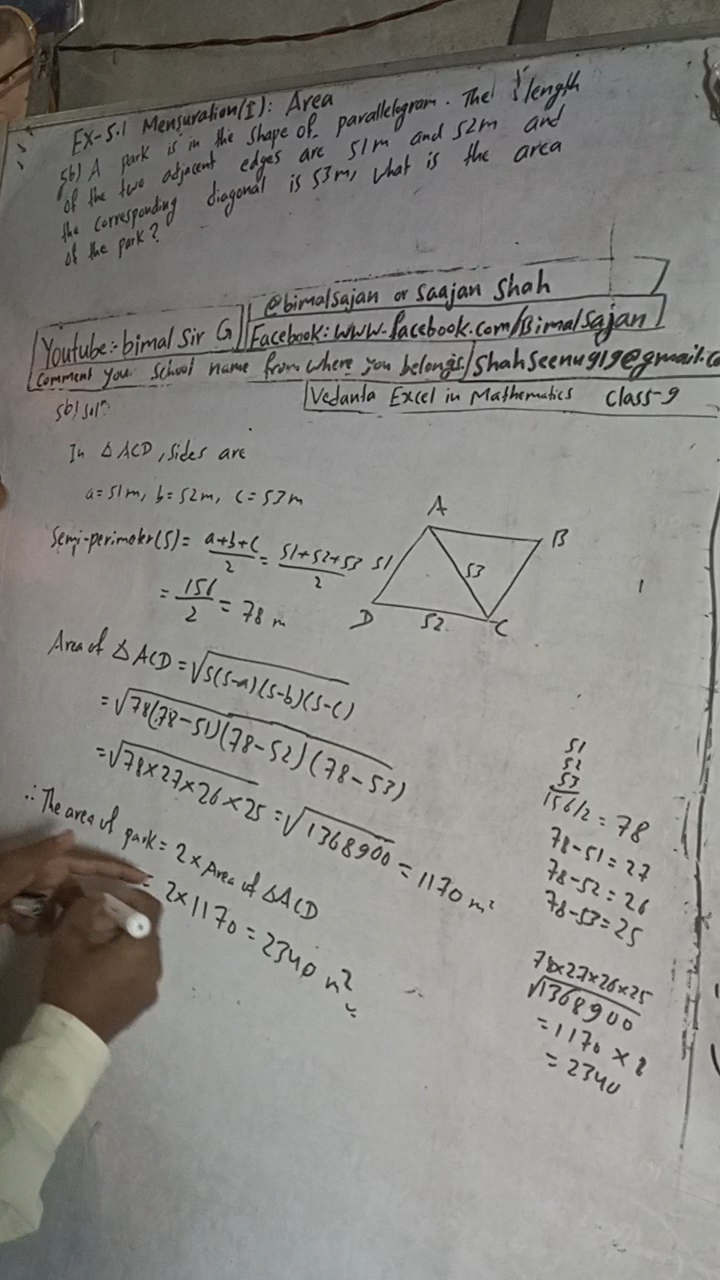 Ex-5.1 Mensuration(I): Area
5b) A park is in the shape of parallelogram. The length
of the two adjacent edges are 51m and 52m and
the corresponding diagonal is 53m, what is the area
of the park?
@bimalsajan or Saajan Shah
Youtube:- bimal Sir G
Facebook: www.facebook.com/Bimalsajan
Comment you school name from where you belongs/shahseenu919@gmail.co
Vedanta Excel in Mathematics Class-9
5b) Solⁿ
In △ ACD, sides are
a=51m, b=52m, c=53m
Semi-perimeter(S)= a+b+c/2 = 51+52+53/2
= 156/2 = 78 m
A
B
51
53
D
52
C
Area of △ ACD = √s(s-a)(s-b)(s-c)
= √78(78-51)(78-52)(78-53)
= √78×27×26×25 = √1368900 = 1170 m²
∴ The area of park = 2 × Area of △ACD
= 2×1170 = 2340 m²
51
52
53
156/2 = 78
78-51=27
78-52=26
78-53=25
78×27×26×25
√1368900
=1170 × 2
= 2340